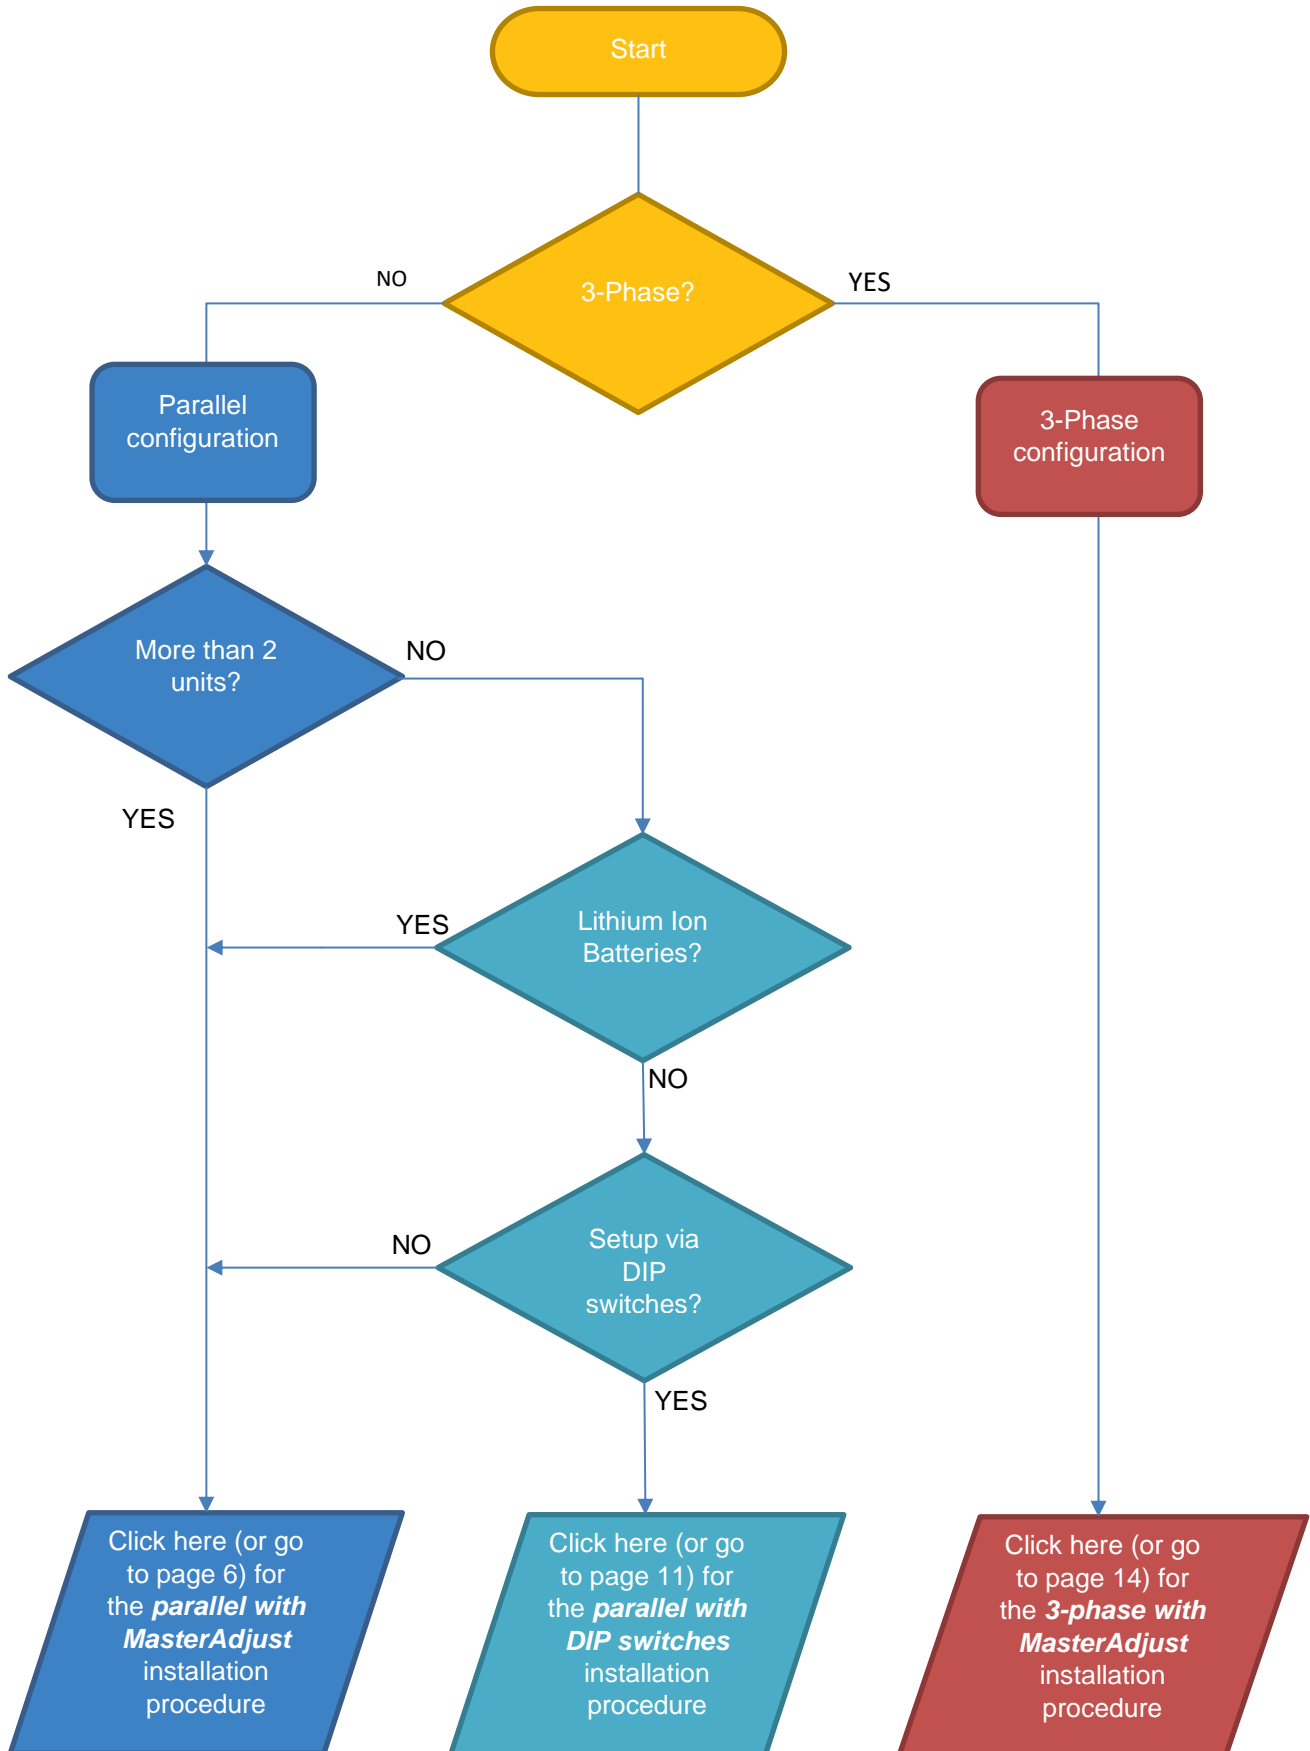 Start
3-Phase?
NO
YES
Parallel
configuration
3-Phase
configuration
More than 2
units?
NO
YES
Lithium Ion
Batteries?
YES
NO
Setup via
DIP
switches?
NO
YES
Click here (or go
to page 6) for
the parallel with
MasterAdjust
installation
procedure
Click here (or go
to page 11) for
the parallel with
DIP switches
installation
procedure
Click here (or go
to page 14) for
the 3-phase with
MasterAdjust
installation
procedure